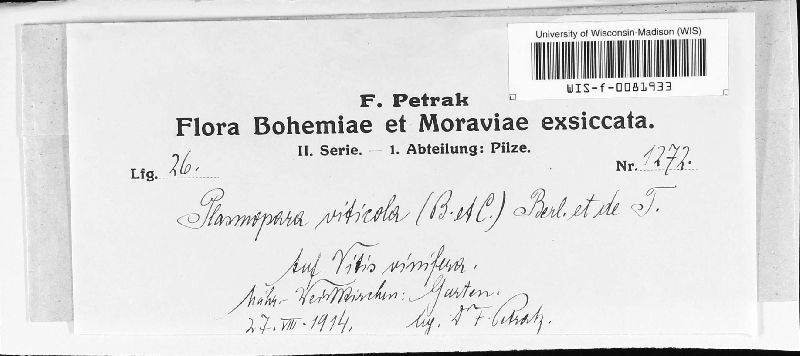 University of Wisconsin-Madison (WIS)
WIS-f-0081933
F. Petrak
Flora Bohemiae et Moraviae exsiccata.
II. Serie. — 1. Abteilung: Pilze.
Lfg. 26.
Nr. 1272.
Plasmopara viticola (B. et C.) Berl. et de T.
Auf Vitis vinifera.
Mähr.-Weisskirchen: Garten.
27. VIII. 1914. leg. Dr F. Petrak.